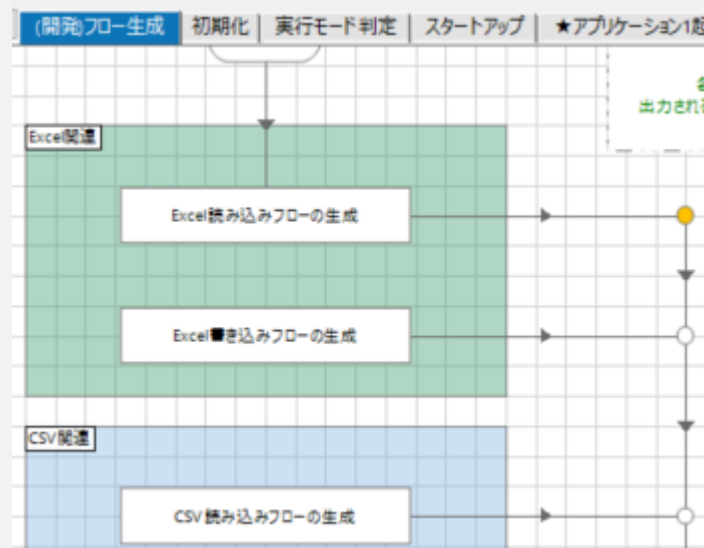 (開発)フロー生成
初期化
実行モード判定
スタートアップ
★アプリケーション1起
出力され
Excel関連
Excel読み込みフローの生成
Excel書き込みフローの生成
CSV関連
CSV読み込みフローの生成